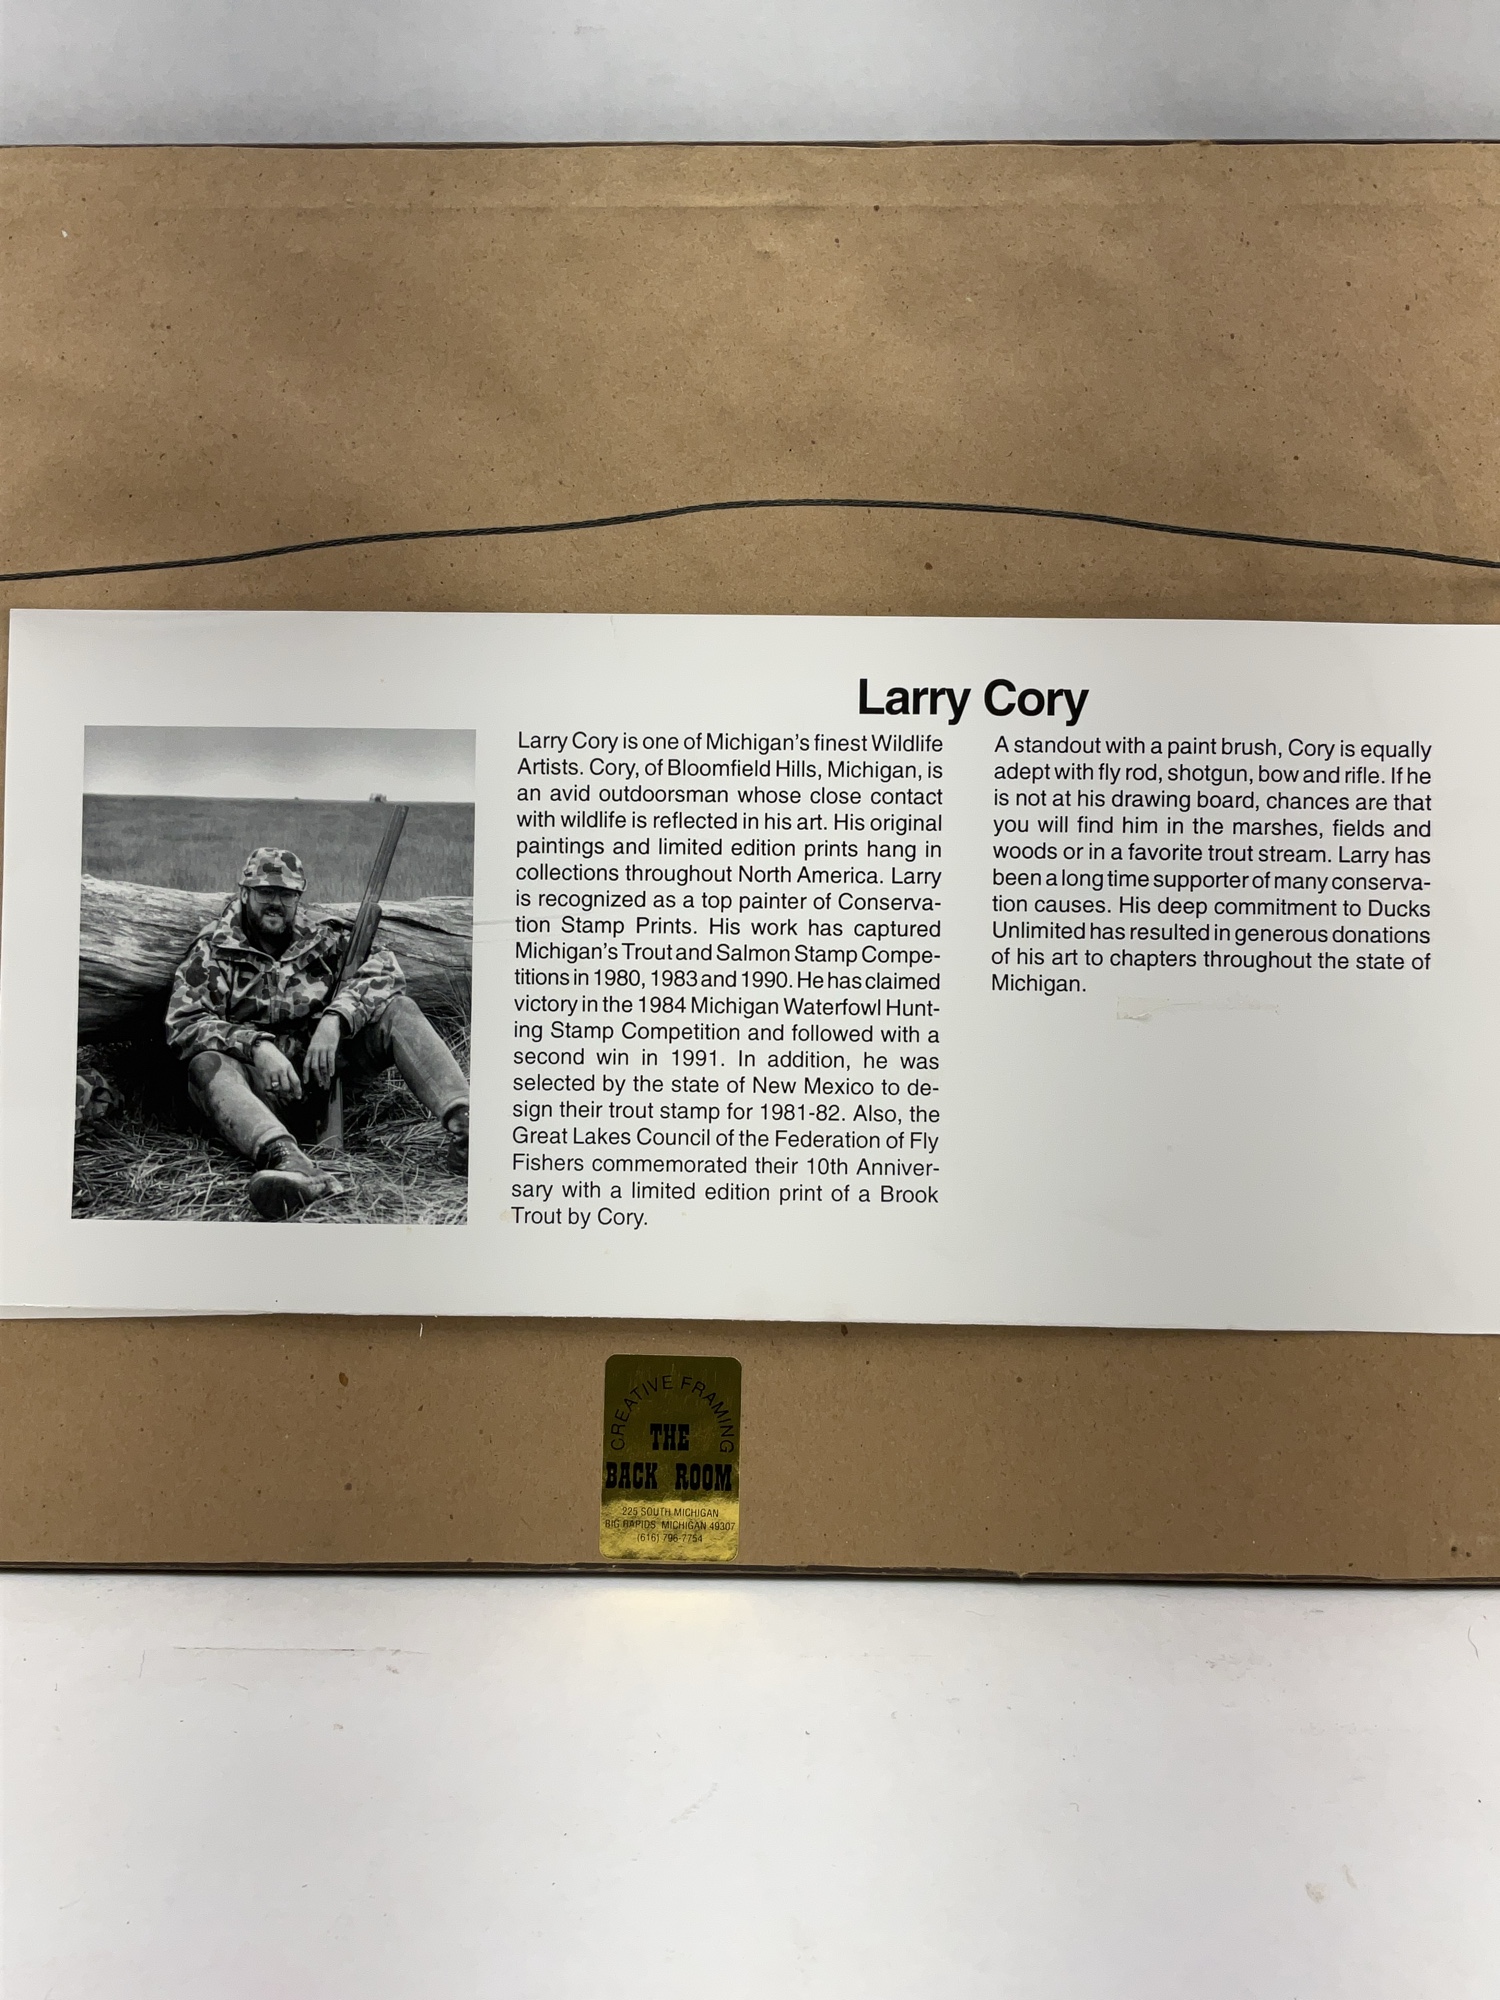 Larry Cory
Larry Cory is one of Michigan's finest Wildlife
Artists. Cory, of Bloomfield Hills, Michigan, is
an avid outdoorsman whose close contact
with wildlife is reflected in his art. His original
paintings and limited edition prints hang in
collections throughout North America. Larry
is recognized as a top painter of Conserva-
tion Stamp Prints. His work has captured
Michigan's Trout and Salmon Stamp Compe-
titions in 1980, 1983 and 1990. He has claimed
victory in the 1984 Michigan Waterfowl Hunt-
ing Stamp Competition and followed with a
second win in 1991. In addition, he was
selected by the state of New Mexico to de-
sign their trout stamp for 1981-82. Also, the
Great Lakes Council of the Federation of Fly
Fishers commemorated their 10th Anniver-
sary with a limited edition print of a Brook
Trout by Cory.
A standout with a paint brush, Cory is equally
adept with fly rod, shotgun, bow and rifle. If he
is not at his drawing board, chances are that
you will find him in the marshes, fields and
woods or in a favorite trout stream. Larry has
been a long time supporter of many conserva-
tion causes. His deep commitment to Ducks
Unlimited has resulted in generous donations
of his art to chapters throughout the state of
Michigan.
CREATIVE FRAMING
THE
BACK ROOM
225 SOUTH MICHIGAN
BIG RAPIDS MICHIGAN 49307
(616) 796-7754